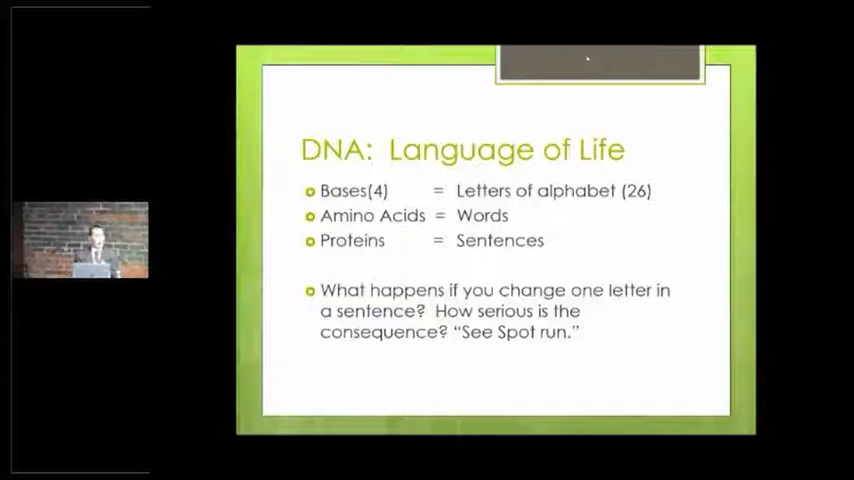 DNA: Language of Life
Bases(4) = Letters of alphabet (26)
Amino Acids = Words
Proteins = Sentences
What happens if you change one letter in
a sentence? How serious is the
consequence? “See Spot run.”